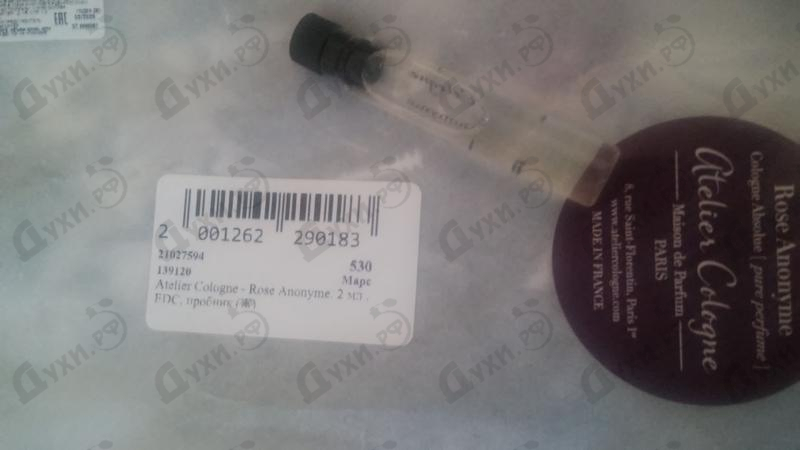 ЕАС
2 001262 290183
21027594
530
139120
Марс
Atelier Cologne - Rose Anonyme. 2 мл.,
EDC, пробник (Ж)
Rose Anonyme
Cologne Absolue [pure perfume]
Atelier Cologne
Maison de Parfum
PARIS
8, rue Saint-Florentin, Paris 1er
www.ateliercologne.com
MADE IN FRANCE
Духи.РФ